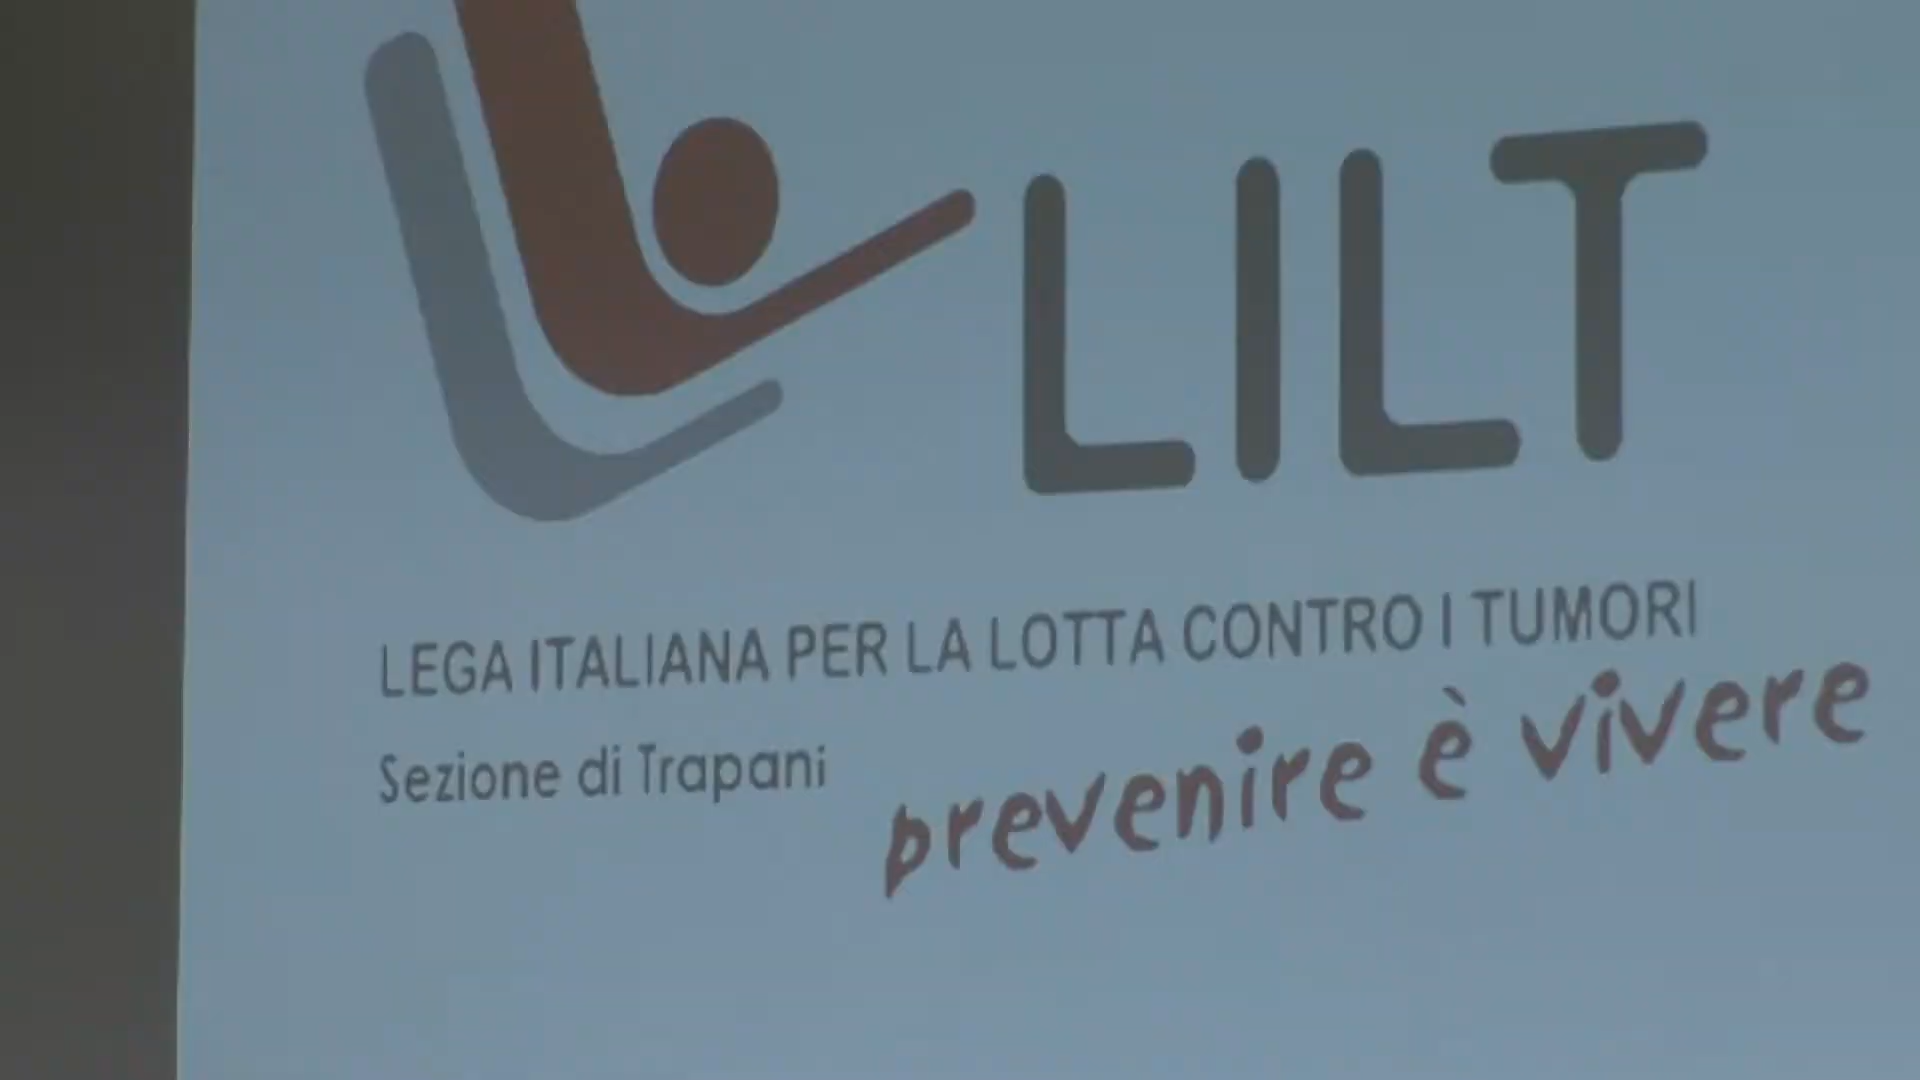 LILT
LEGA ITALIANA PER LA LOTTA CONTRO I TUMORI
Sezione di Trapani
prevenire è vivere